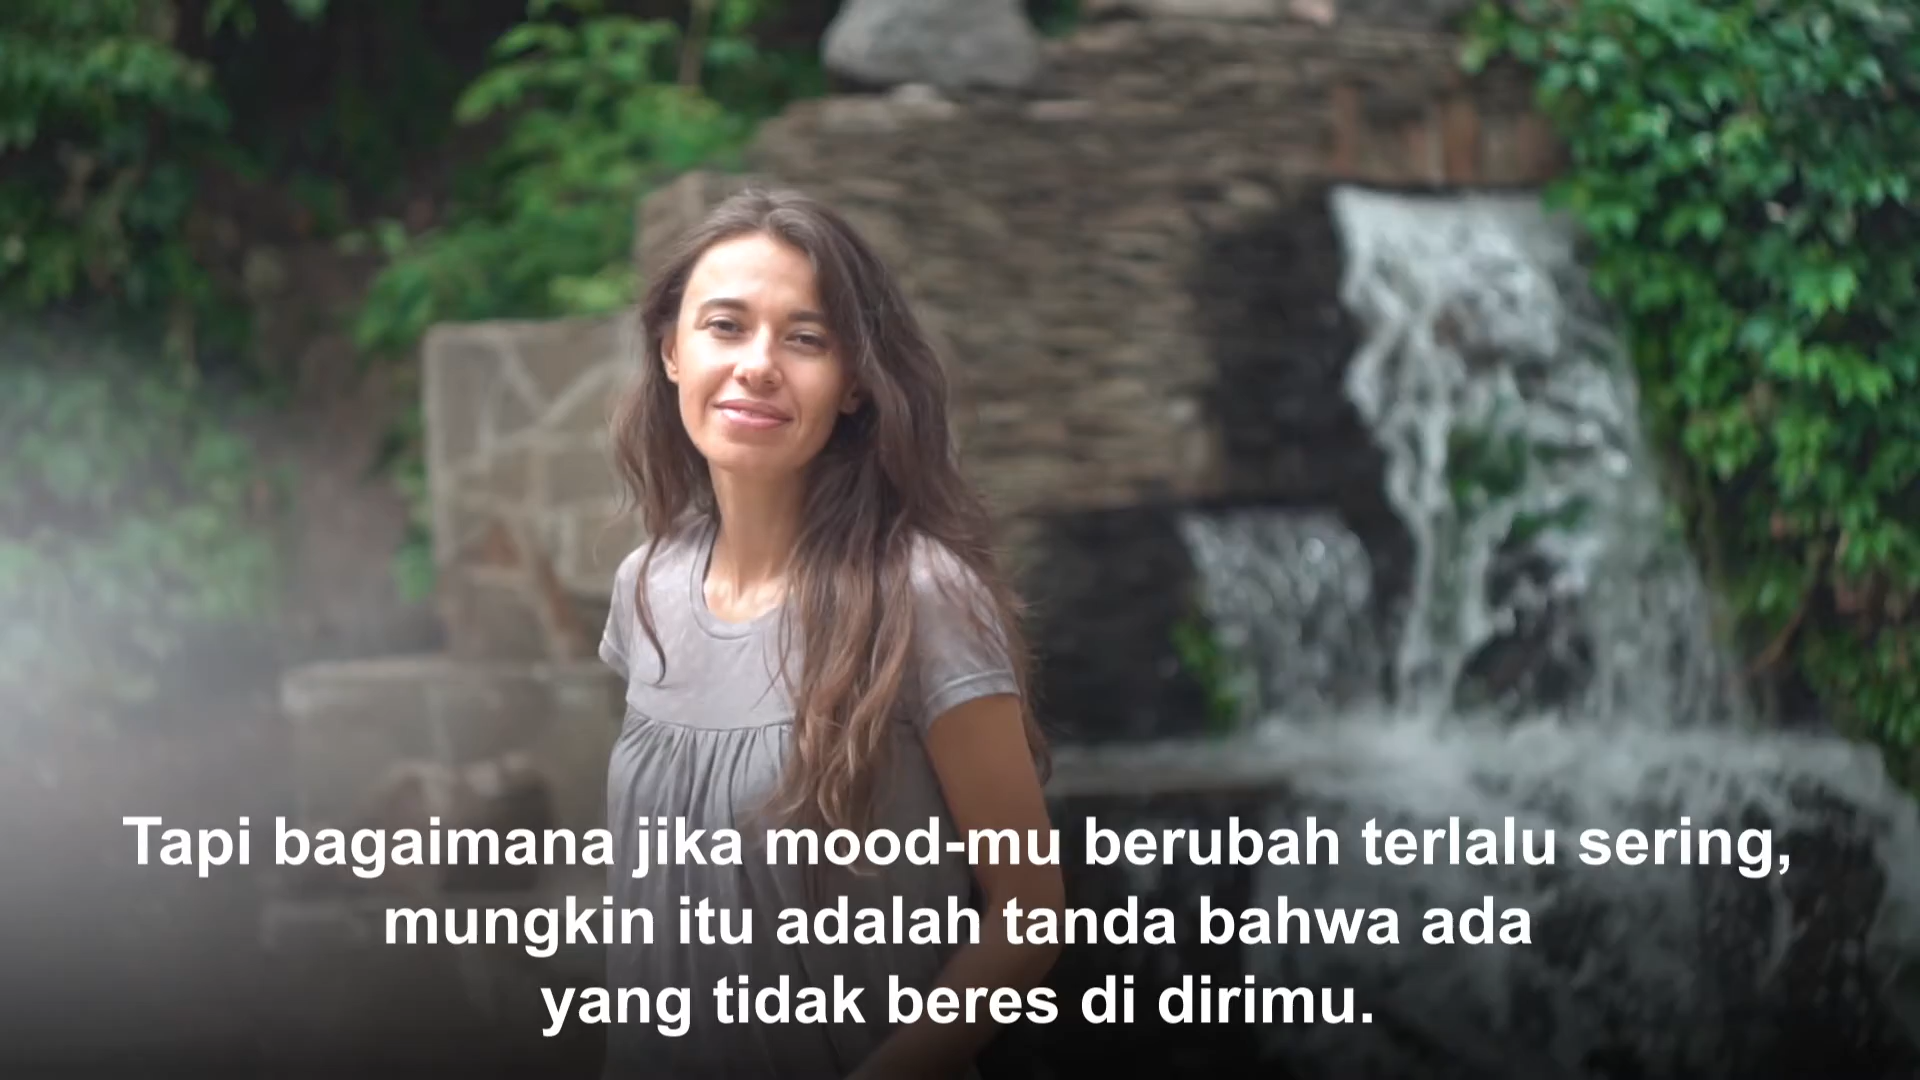 Tapi bagaimana jika mood-mu berubah terlalu sering,
mungkin itu adalah tanda bahwa ada
yang tidak beres di dirimu.